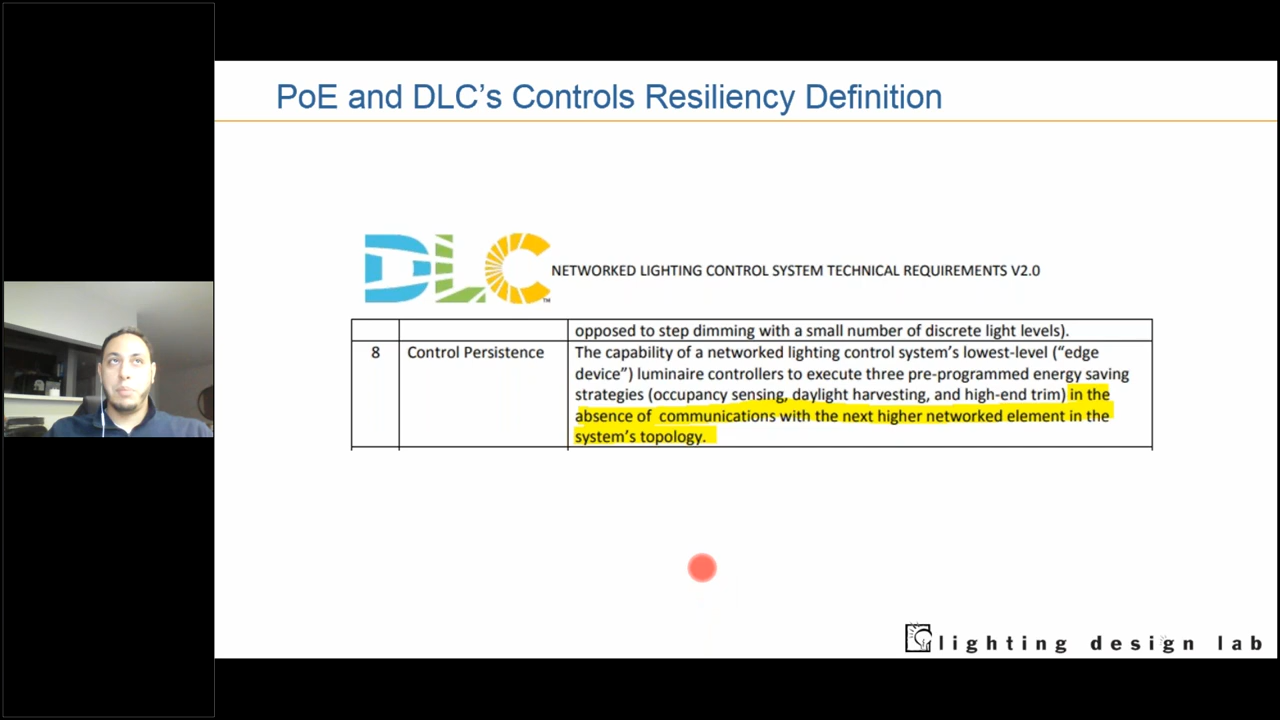 PoE and DLC's Controls Resiliency Definition
DLC
TM
NETWORKED LIGHTING CONTROL SYSTEM TECHNICAL REQUIREMENTS V2.0
opposed to step dimming with a small number of discrete light levels).
8
Control Persistence
The capability of a networked lighting control system's lowest-level (“edge
device”) luminaire controllers to execute three pre-programmed energy saving
strategies (occupancy sensing, daylight harvesting, and high-end trim) in the
absence of communications with the next higher networked element in the
system's topology.
lighting design lab